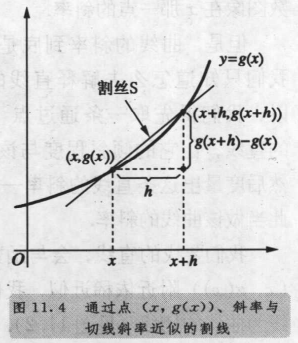 y=g(x)
割丝S
(x+h,g(x+h))
(x,g(x))
g(x+h)-g(x)
h
O
x
x+h
图 11.4 通过点 (x, g(x))、斜率与
切线斜率近似的割线